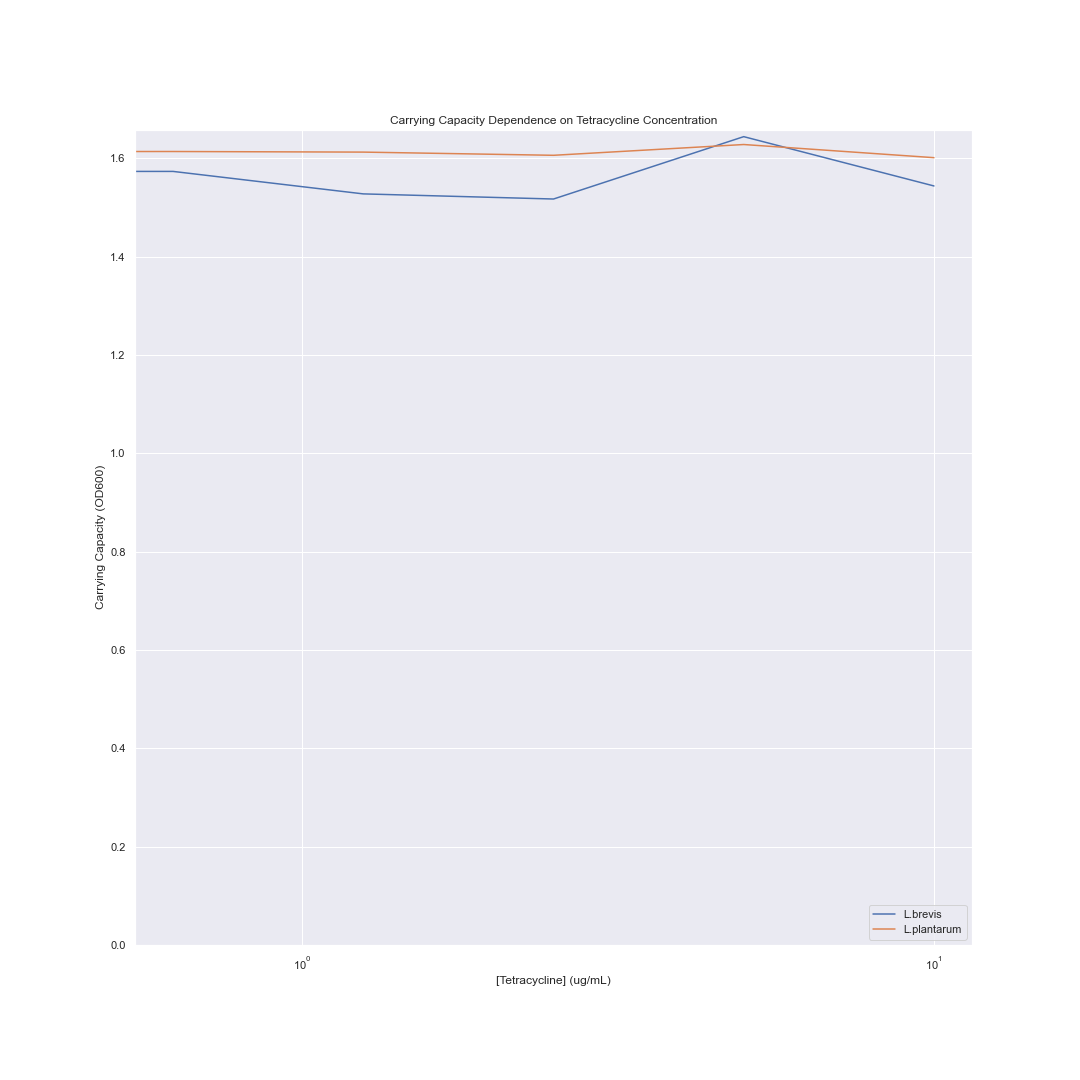 Carrying Capacity Dependence on Tetracycline Concentration
1.6
1.4
1.2
1.0
0.8
0.6
0.4
0.2
0.0
Carrying Capacity (OD600)
L.brevis
L.plantarum
10⁰
10¹
[Tetracycline] (ug/mL)